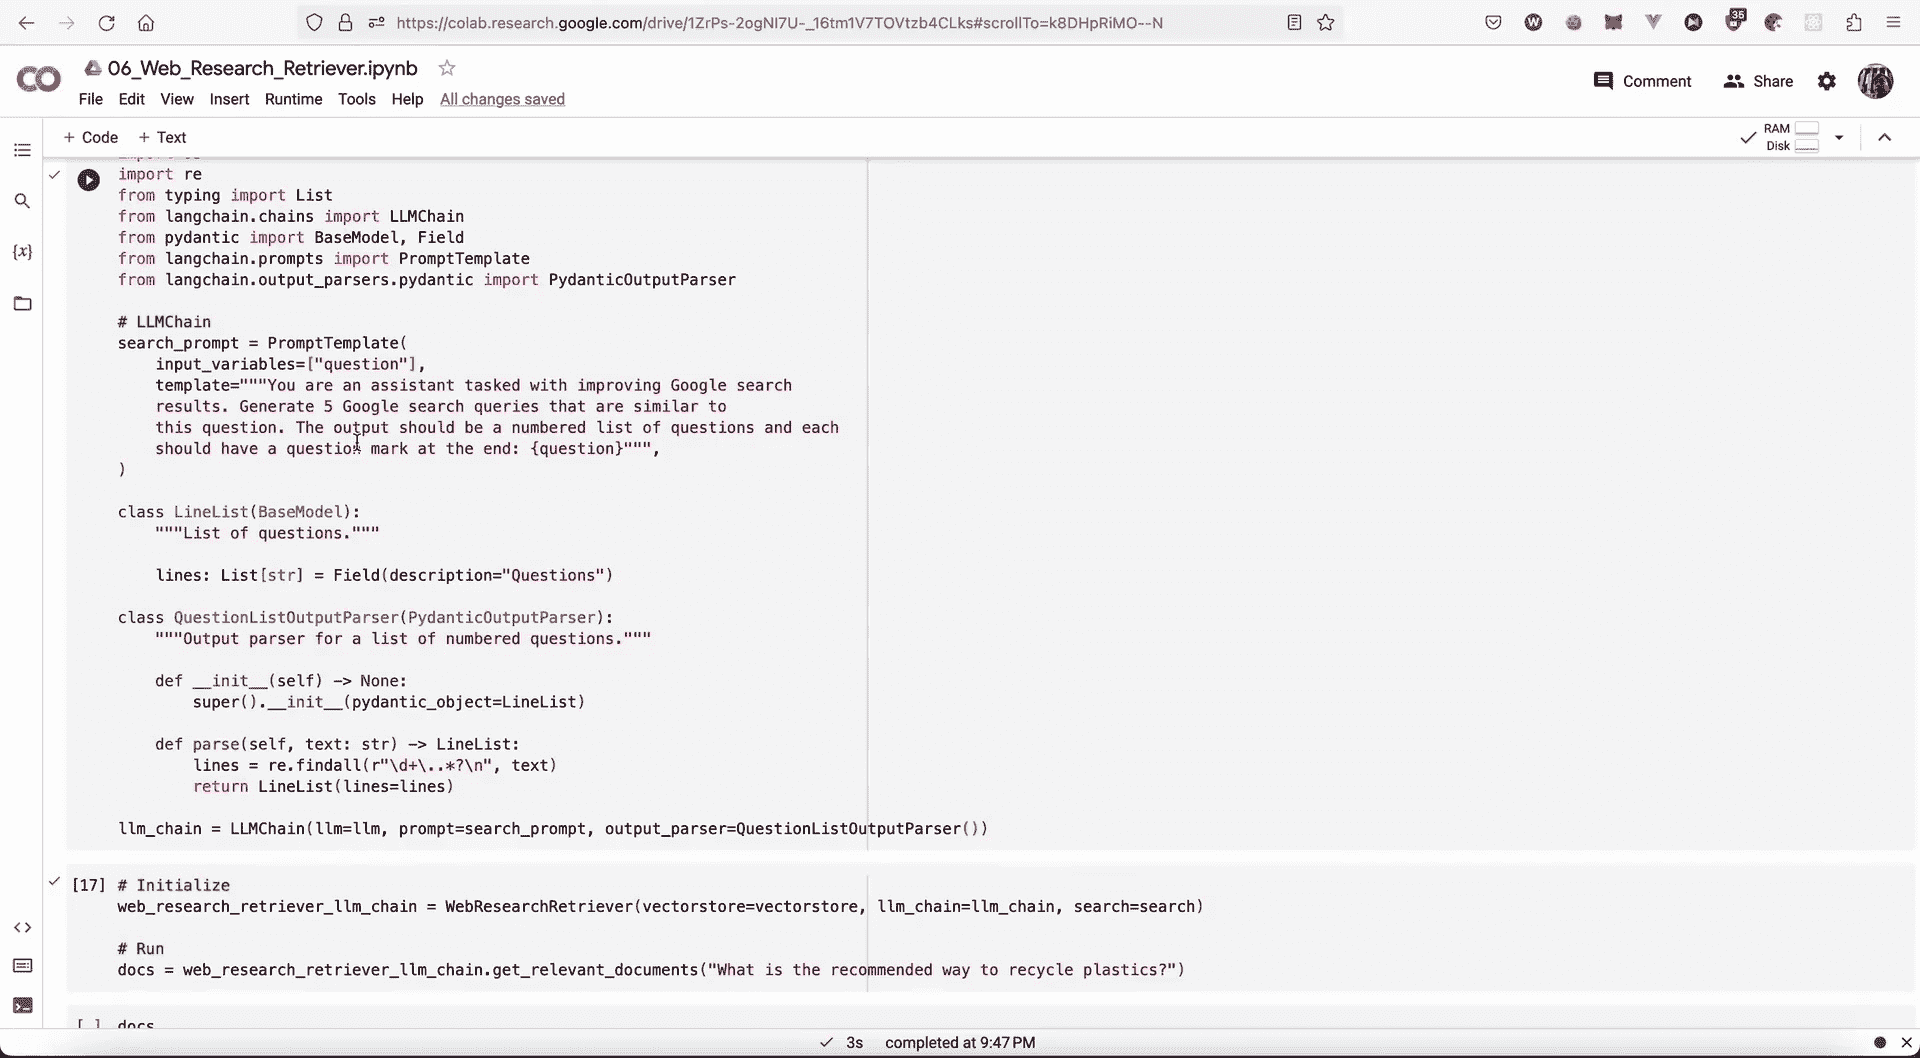 https://colab.research.google.com/drive/1ZrPs-2ogNI7U-_16tm1V7TOVtzb4CLks#scrollTo=k8DHpRiMO--N
35
06_Web_Research_Retriever.ipynb
File Edit View Insert Runtime Tools Help All changes saved
Comment Share
+ Code + Text
RAM
Disk
import re
from typing import List
from langchain.chains import LLMChain
from pydantic import BaseModel, Field
from langchain.prompts import PromptTemplate
from langchain.output_parsers.pydantic import PydanticOutputParser
# LLMChain
search_prompt = PromptTemplate(
    input_variables=["question"],
    template="""You are an assistant tasked with improving Google search
    results. Generate 5 Google search queries that are similar to
    this question. The output should be a numbered list of questions and each
    should have a question mark at the end: {question}""",
)
class LineList(BaseModel):
    """List of questions."""
    lines: List[str] = Field(description="Questions")
class QuestionListOutputParser(PydanticOutputParser):
    """Output parser for a list of numbered questions."""
    def __init__(self) -> None:
        super().__init__(pydantic_object=LineList)
    def parse(self, text: str) -> LineList:
        lines = re.findall(r"\d+\..*?\n", text)
        return LineList(lines=lines)
llm_chain = LLMChain(llm=llm, prompt=search_prompt, output_parser=QuestionListOutputParser())
[17] # Initialize
web_research_retriever_llm_chain = WebResearchRetriever(vectorstore=vectorstore, llm_chain=llm_chain, search=search)
# Run
docs = web_research_retriever_llm_chain.get_relevant_documents("What is the recommended way to recycle plastics?")
[ ] docs
3s completed at 9:47 PM